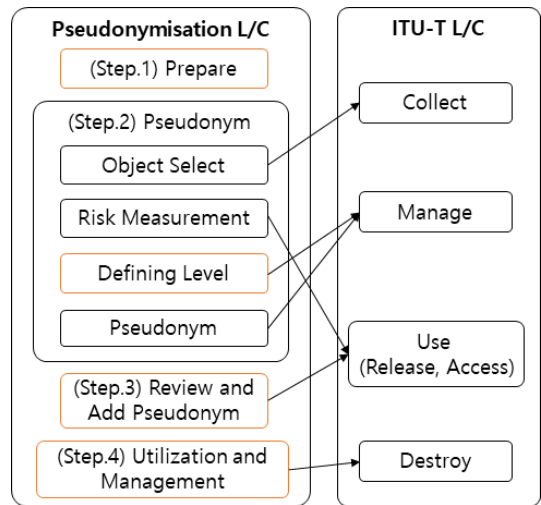 Pseudonymisation L/C
(Step.1) Prepare
(Step.2) Pseudonym
Object Select
Risk Measurement
Defining Level
Pseudonym
(Step.3) Review and
Add Pseudonym
(Step.4) Utilization and
Management
ITU-T L/C
Collect
Manage
Use
(Release, Access)
Destroy